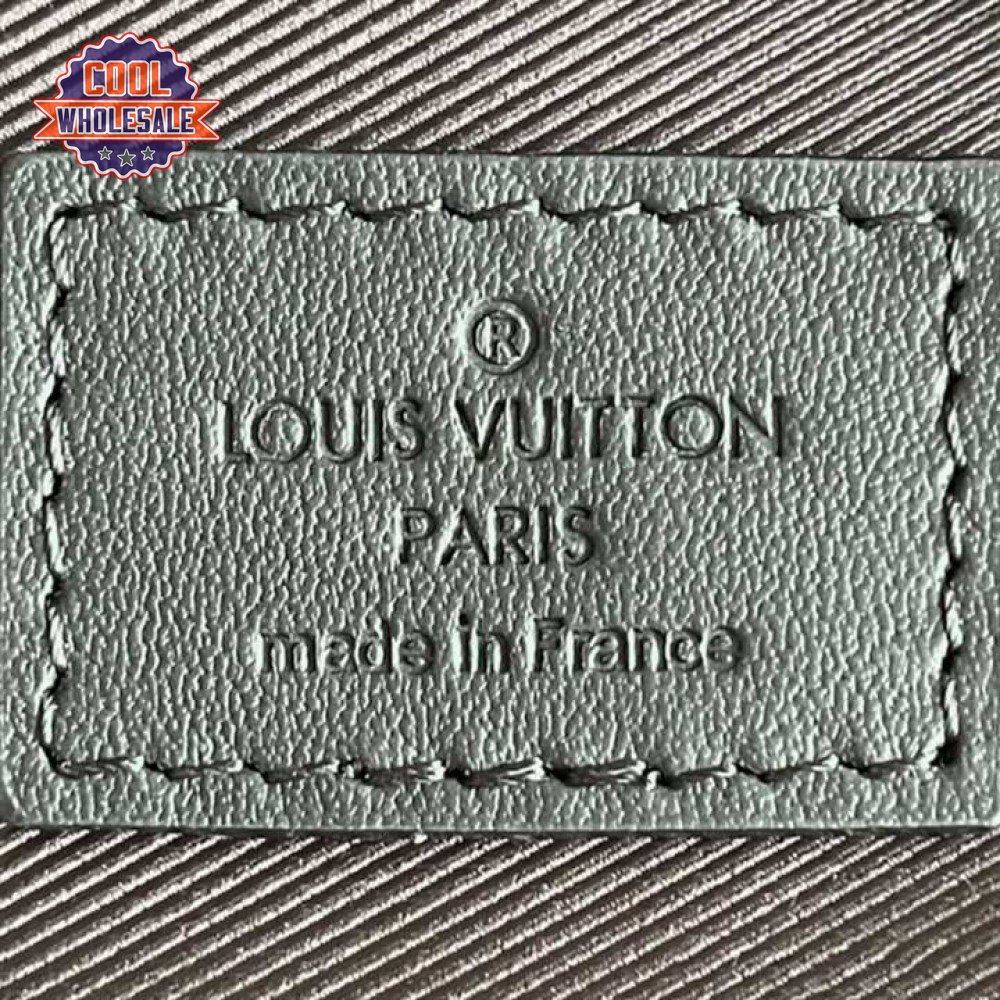 COOL
WHOLESALE
®
LOUIS VUITTON
PARIS
made in France